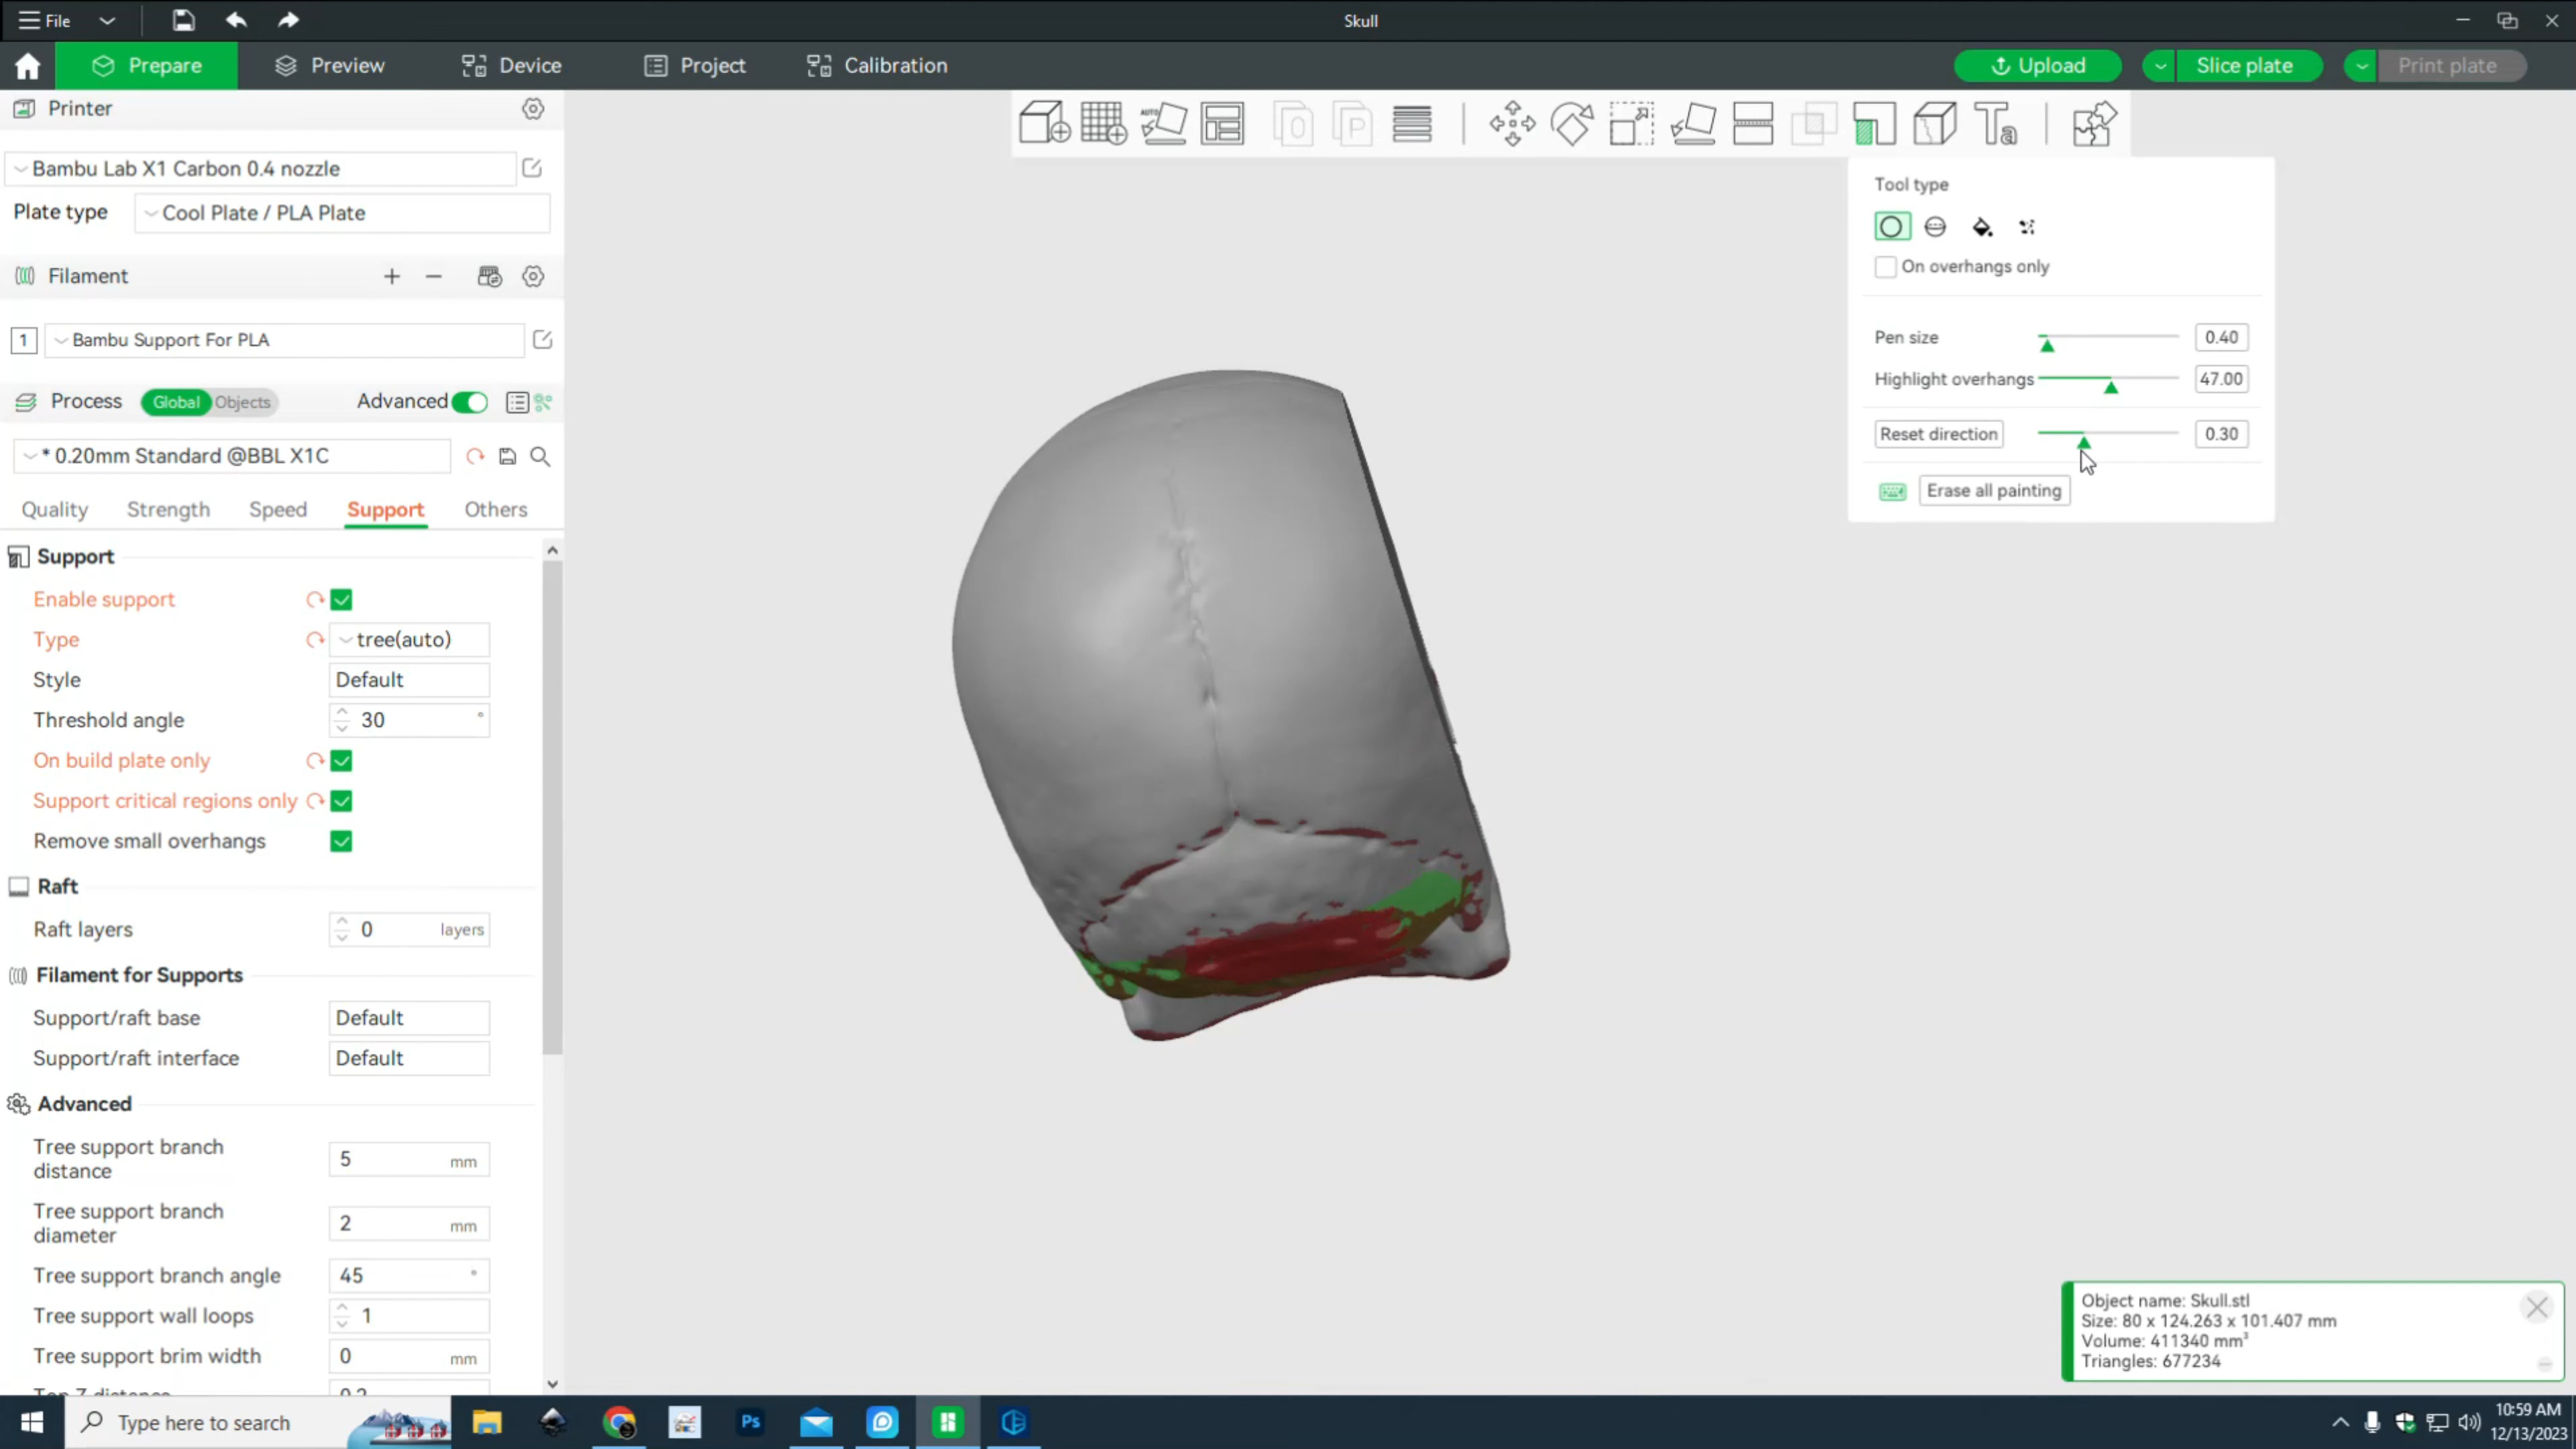 File
Skull
Prepare
Preview
Device
Project
Calibration
Upload
Slice plate
Print plate
Printer
Bambu Lab X1 Carbon 0.4 nozzle
Plate type
Cool Plate / PLA Plate
Filament
1
Bambu Support For PLA
Process
Global
Objects
Advanced
* 0.20mm Standard @BBL X1C
Quality
Strength
Speed
Support
Others
Support
Enable support
Type
tree(auto)
Style
Default
Threshold angle
30 °
On build plate only
Support critical regions only
Remove small overhangs
Raft
Raft layers
0 layers
Filament for Supports
Support/raft base
Default
Support/raft interface
Default
Advanced
Tree support branch
distance
5 mm
Tree support branch
diameter
2 mm
Tree support branch angle
45 °
Tree support wall loops
1
Tree support brim width
0 mm
Top Z distance
0.2
AUTO
O
P
Ta
Tool type
On overhangs only
Pen size
0.40
Highlight overhangs
47.00
Reset direction
0.30
Erase all painting
Object name: Skull.stl
Size: 80 x 124.263 x 101.407 mm
Volume: 411340 mm³
Triangles: 677234
Type here to search
Ps
10:59 AM
12/13/2023